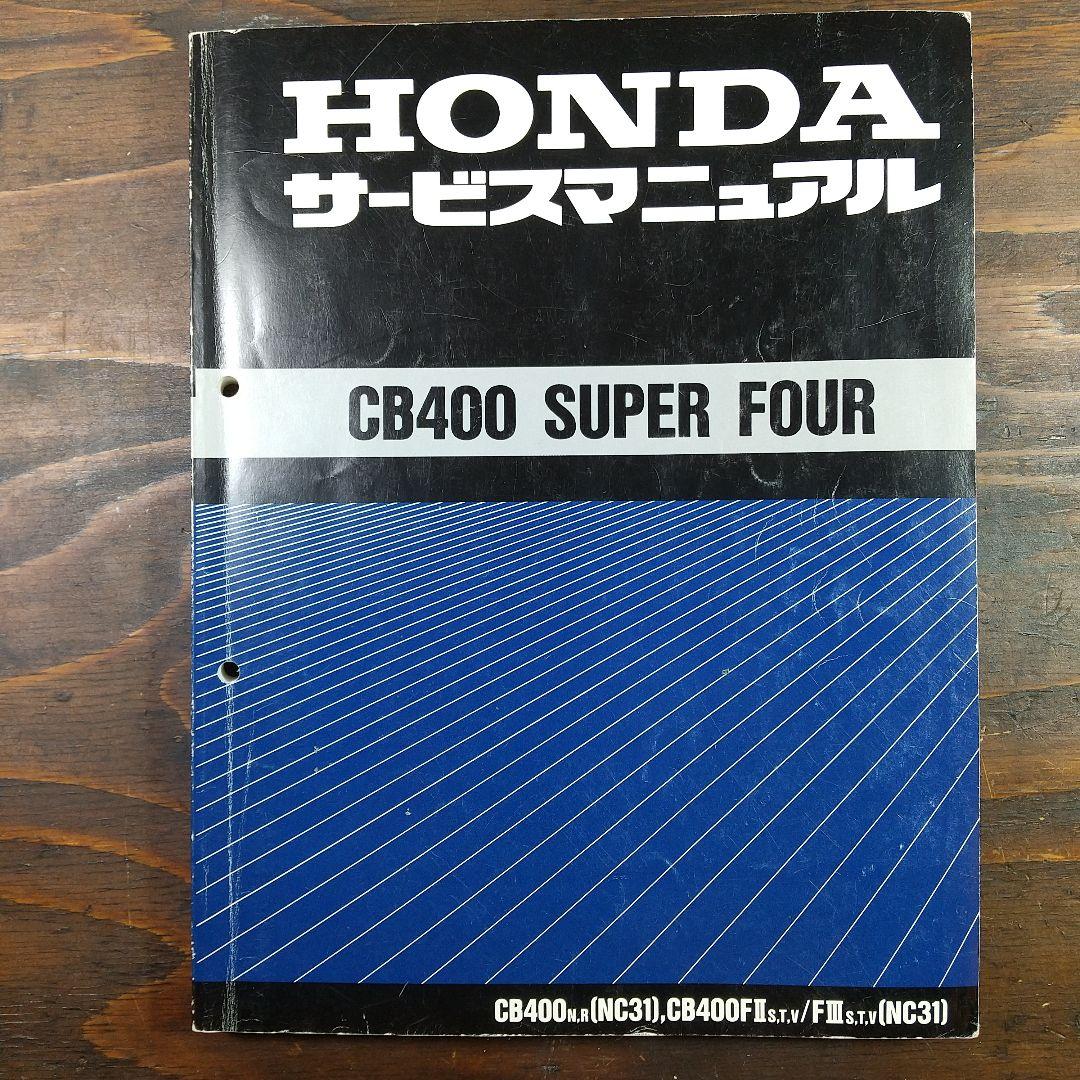 HONDA
サービスマニュアル
CB400 SUPER FOUR
CB400N,R(NC31),CB400FⅡS,T,V/FⅢS,T,V(NC31)